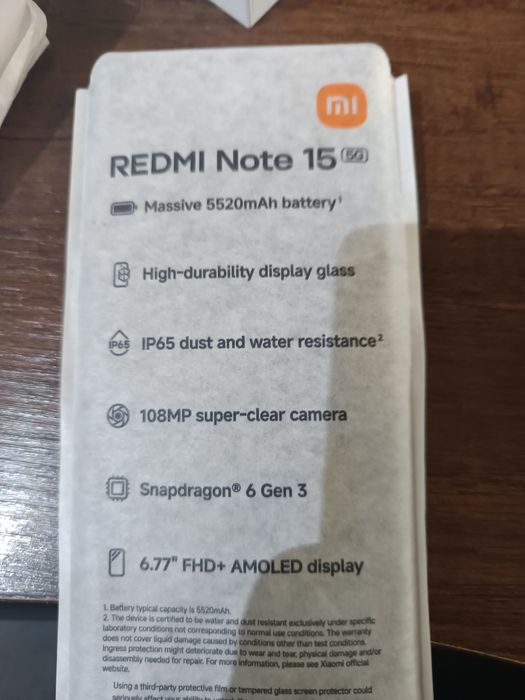 mi
REDMI Note 15 5G
Massive 5520mAh battery¹
High-durability display glass
IP65 IP65 dust and water resistance²
108MP super-clear camera
Snapdragon® 6 Gen 3
6.77" FHD+ AMOLED display
1. Battery typical capacity is 5520mAh.
2. The device is certified to be water and dust resistant exclusively under specific
laboratory conditions not corresponding to normal use conditions. The warranty
does not cover liquid damage caused by conditions other than test conditions.
Ingress protection might deteriorate due to wear and tear, physical damage and/or
disassembly needed for repair. For more information, please see Xiaomi official
website.
Using a third-party protective film or tempered glass screen protector could
seriously affect your ability to